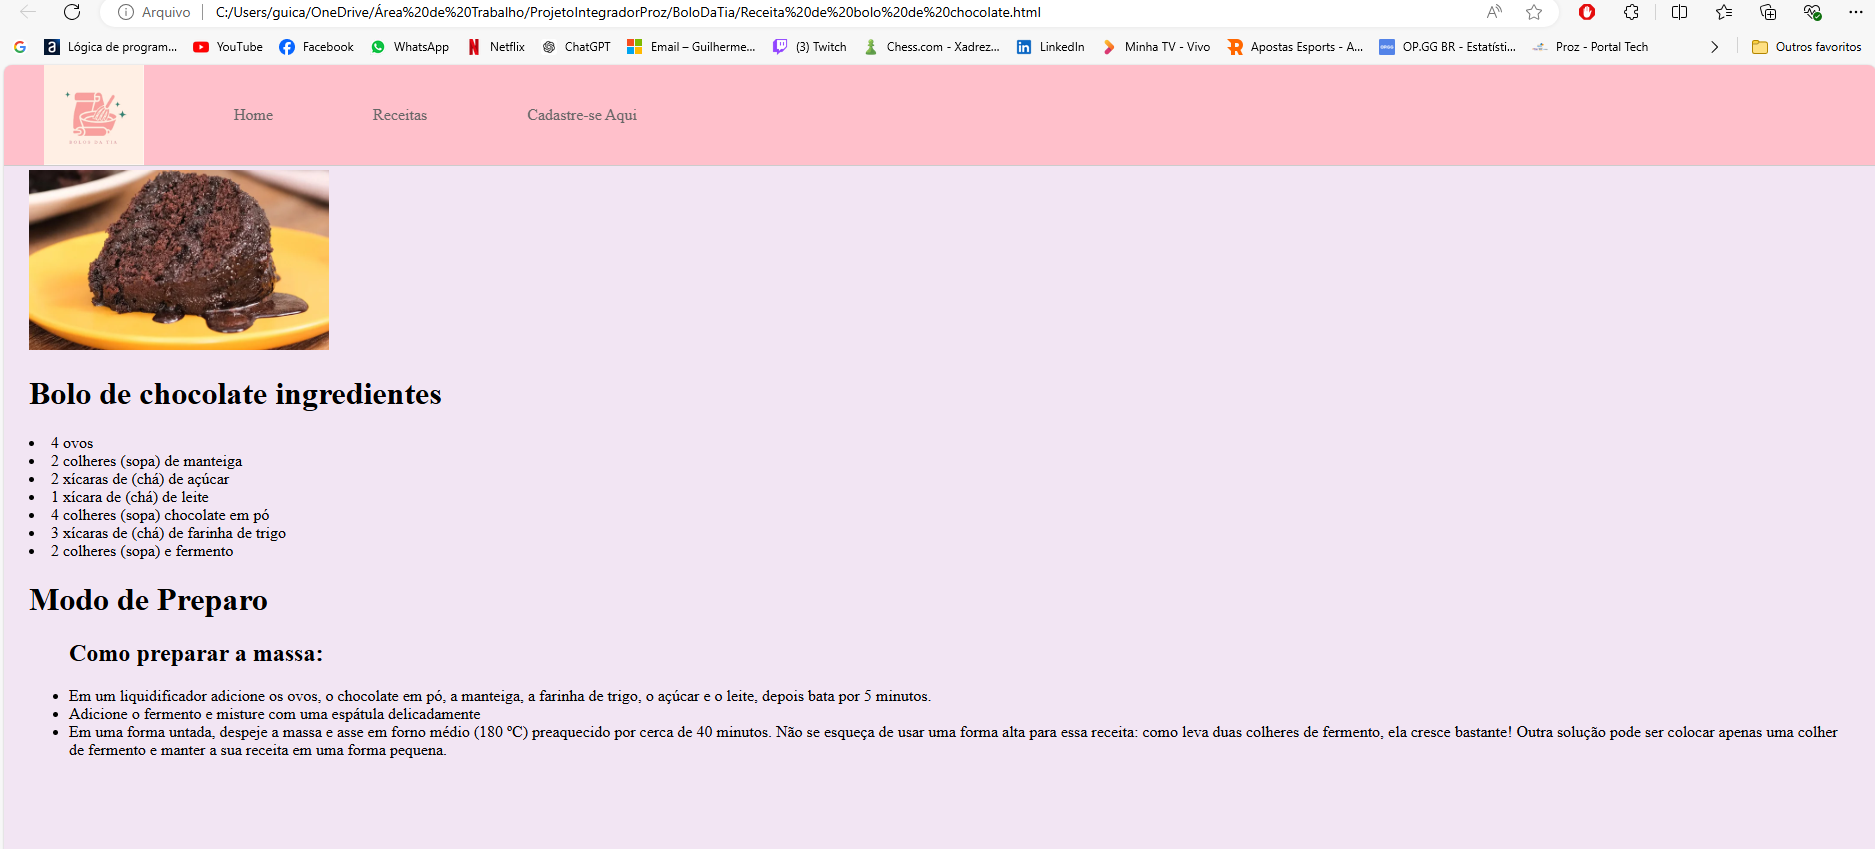 Arquivo C:/Users/guica/OneDrive/Área%20de%20Trabalho/ProjetoIntegradorProz/BoloDaTia/Receita%20de%20bolo%20de%20chocolate.html
Lógica de program... YouTube Facebook WhatsApp Netflix ChatGPT Email – Guilherme... (3) Twitch Chess.com - Xadrez... LinkedIn Minha TV - Vivo Apostas Esports - A... OP.GG BR - Estatísti... Proz - Portal Tech Outros favoritos
BOLOS DA TIA
Home Receitas Cadastre-se Aqui
Bolo de chocolate ingredientes
• 4 ovos
• 2 colheres (sopa) de manteiga
• 2 xícaras de (chá) de açúcar
• 1 xícara de (chá) de leite
• 4 colheres (sopa) chocolate em pó
• 3 xícaras de (chá) de farinha de trigo
• 2 colheres (sopa) e fermento
Modo de Preparo
Como preparar a massa:
• Em um liquidificador adicione os ovos, o chocolate em pó, a manteiga, a farinha de trigo, o açúcar e o leite, depois bata por 5 minutos.
• Adicione o fermento e misture com uma espátula delicadamente
• Em uma forma untada, despeje a massa e asse em forno médio (180 ºC) preaquecido por cerca de 40 minutos. Não se esqueça de usar uma forma alta para essa receita: como leva duas colheres de fermento, ela cresce bastante! Outra solução pode ser colocar apenas uma colher
de fermento e manter a sua receita em uma forma pequena.